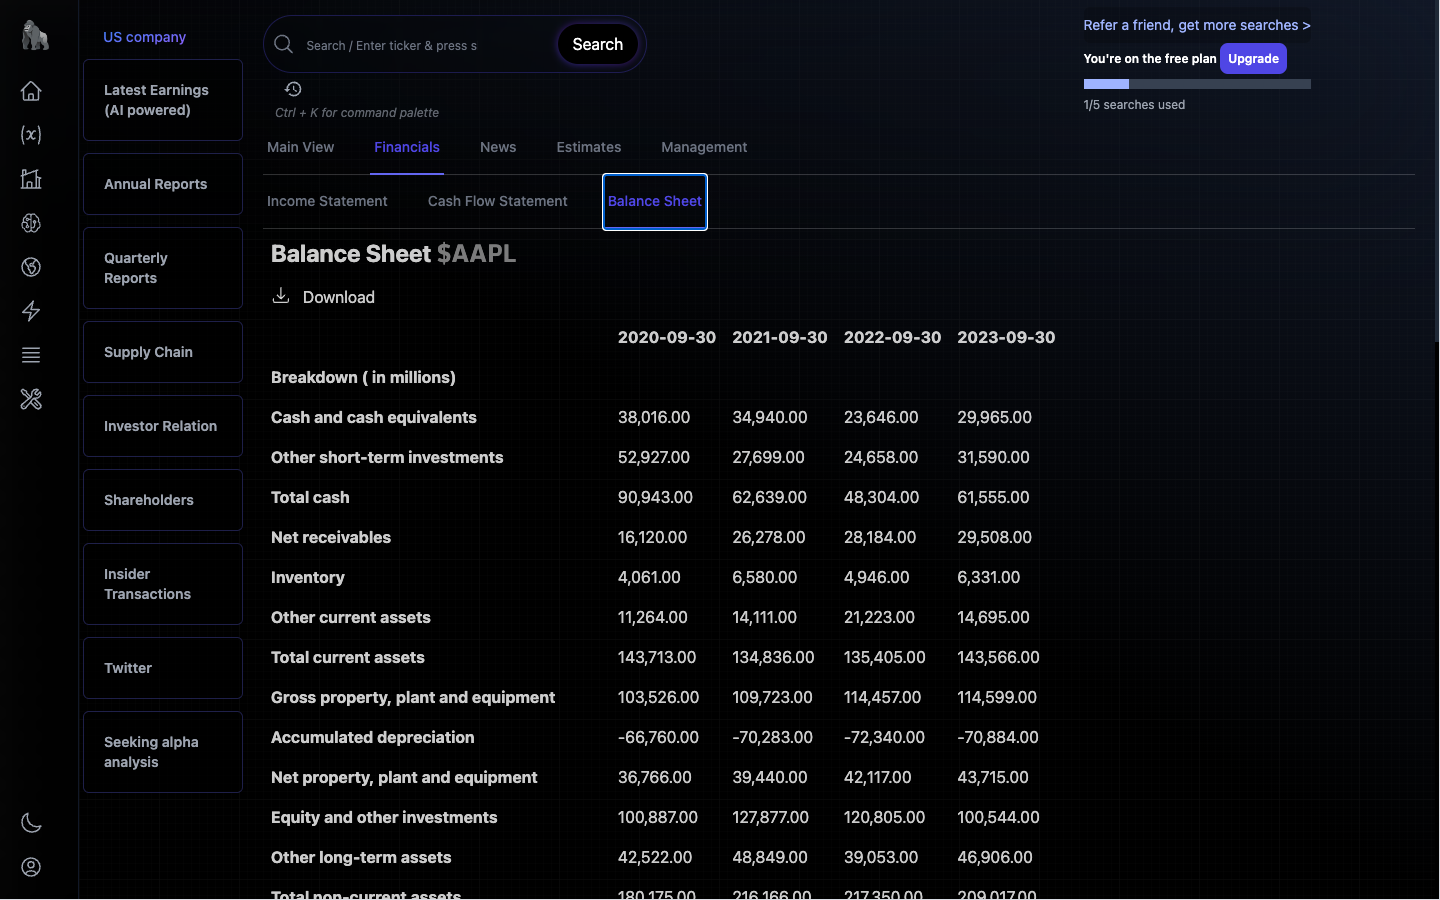 US company
Latest Earnings
(AI powered)
Annual Reports
Quarterly
Reports
Supply Chain
Investor Relation
Shareholders
Insider
Transactions
Twitter
Seeking alpha
analysis
Search / Enter ticker & press s
Search
Ctrl + K for command palette
Refer a friend, get more searches >
You're on the free plan Upgrade
1/5 searches used
Main View Financials News Estimates Management
Income Statement Cash Flow Statement Balance Sheet
Balance Sheet $AAPL
Download
2020-09-30 2021-09-30 2022-09-30 2023-09-30
Breakdown ( in millions)
Cash and cash equivalents 38,016.00 34,940.00 23,646.00 29,965.00
Other short-term investments 52,927.00 27,699.00 24,658.00 31,590.00
Total cash 90,943.00 62,639.00 48,304.00 61,555.00
Net receivables 16,120.00 26,278.00 28,184.00 29,508.00
Inventory 4,061.00 6,580.00 4,946.00 6,331.00
Other current assets 11,264.00 14,111.00 21,223.00 14,695.00
Total current assets 143,713.00 134,836.00 135,405.00 143,566.00
Gross property, plant and equipment 103,526.00 109,723.00 114,457.00 114,599.00
Accumulated depreciation -66,760.00 -70,283.00 -72,340.00 -70,884.00
Net property, plant and equipment 36,766.00 39,440.00 42,117.00 43,715.00
Equity and other investments 100,887.00 127,877.00 120,805.00 100,544.00
Other long-term assets 42,522.00 48,849.00 39,053.00 46,906.00
Total non-current assets 180,175.00 216,166.00 217,350.00 209,017.00